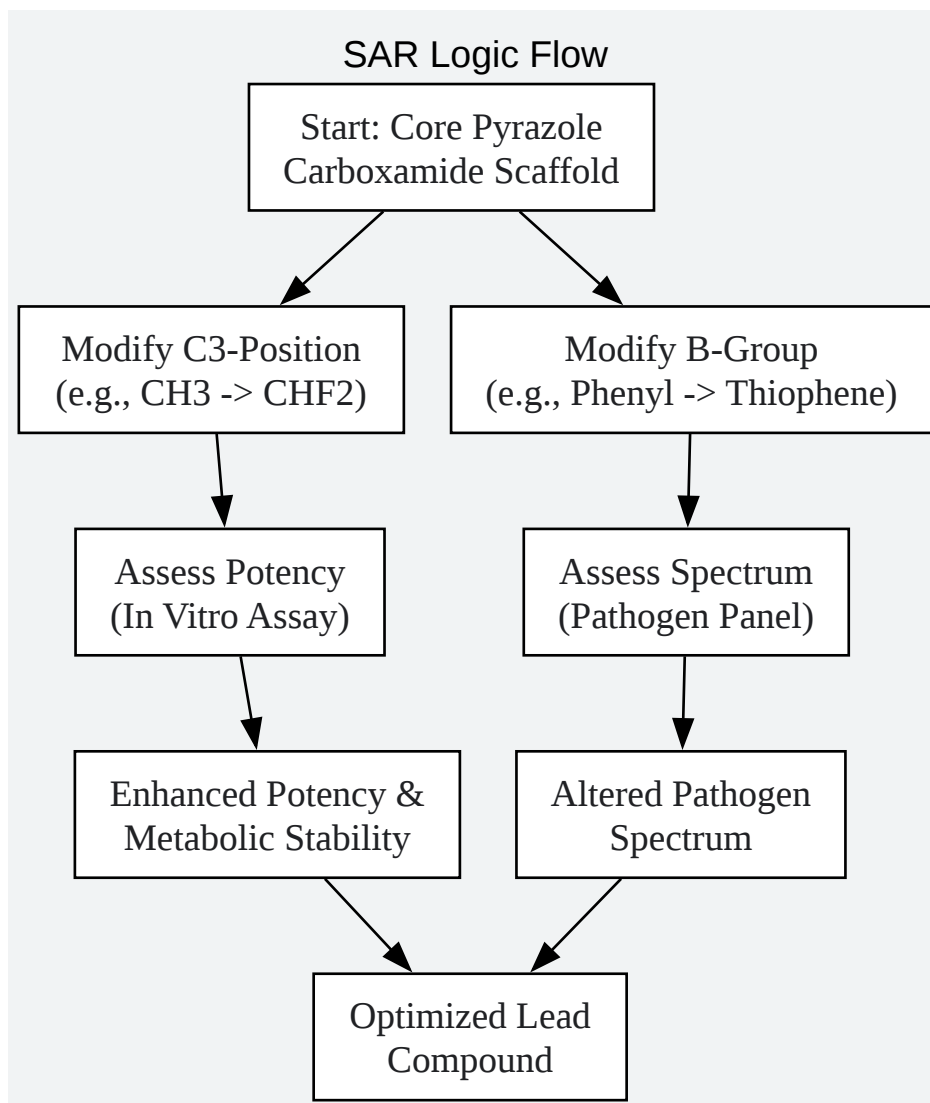 SAR Logic Flow
Start: Core Pyrazole
Carboxamide Scaffold
Modify C3-Position
(e.g., CH3 -> CHF2)
Modify B-Group
(e.g., Phenyl -> Thiophene)
Assess Potency
(In Vitro Assay)
Assess Spectrum
(Pathogen Panel)
Enhanced Potency &
Metabolic Stability
Altered Pathogen
Spectrum
Optimized Lead
Compound